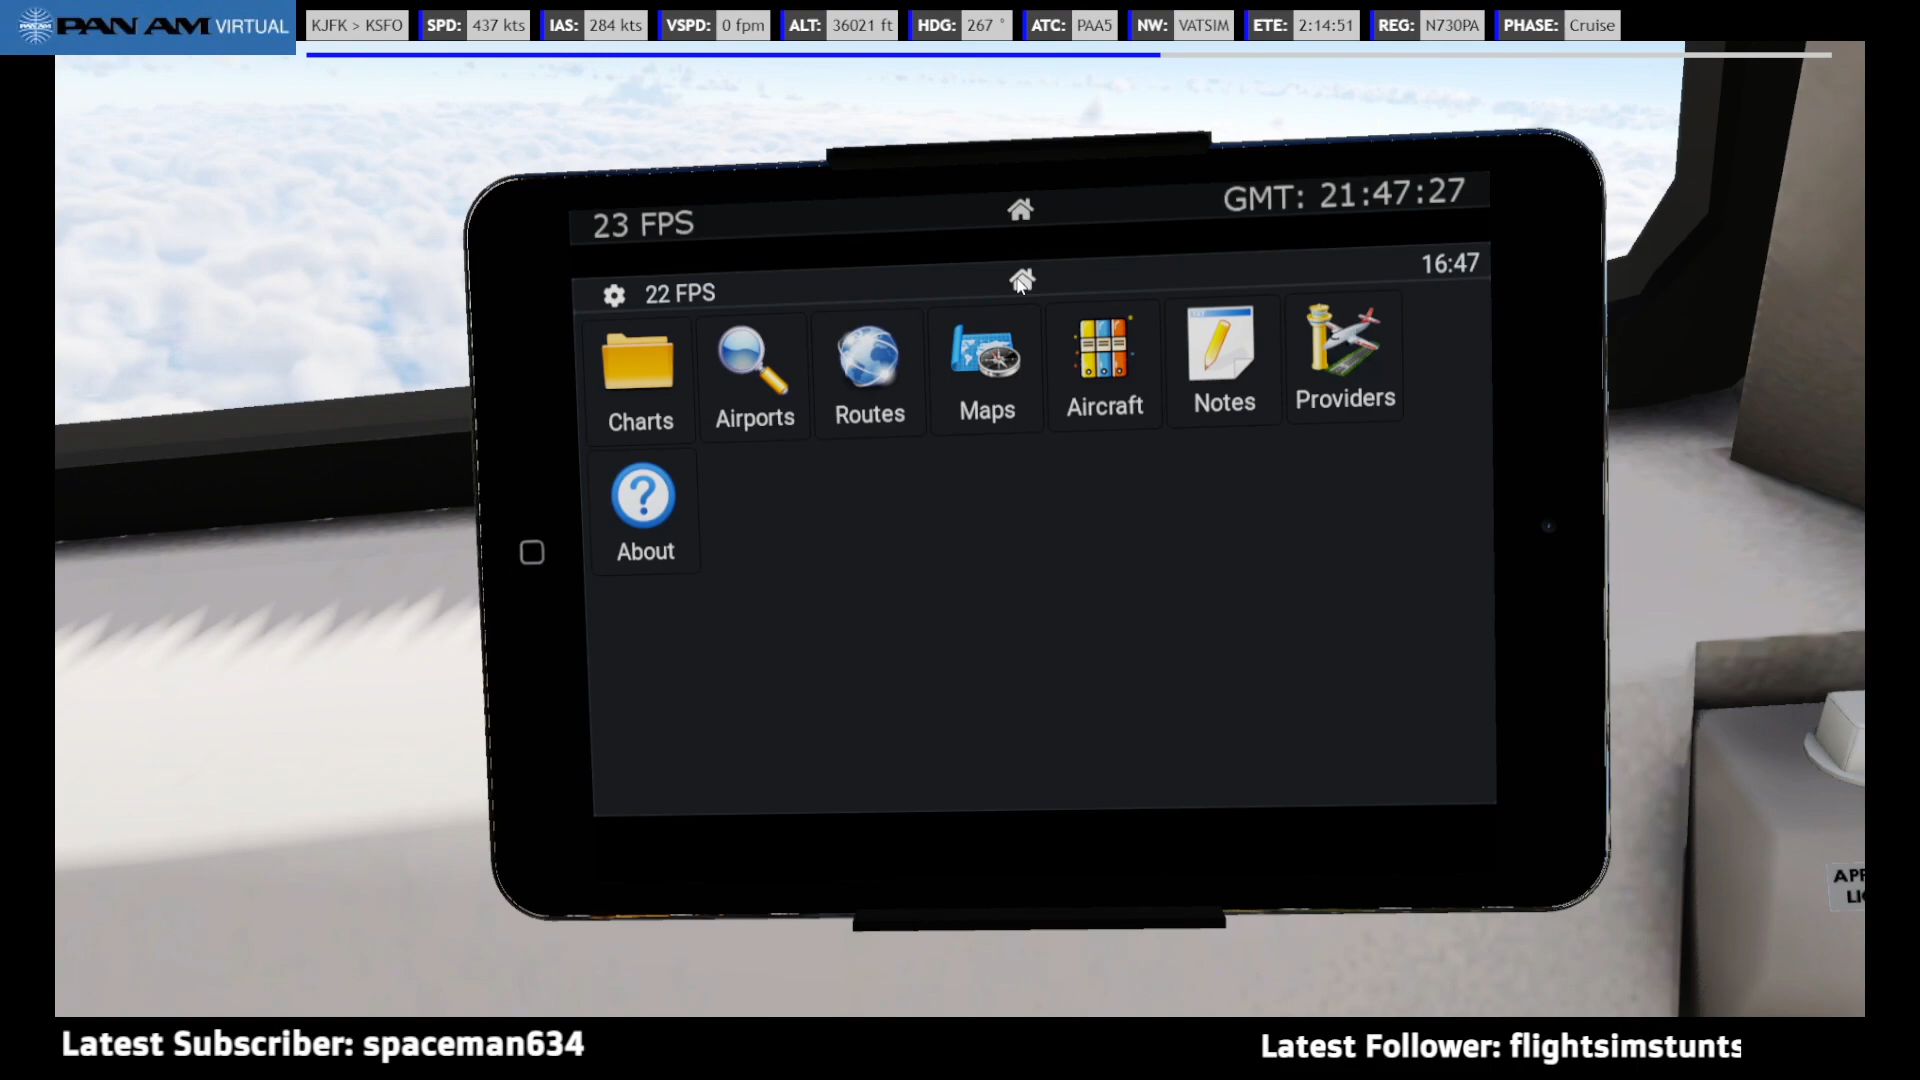 PAN AM VIRTUAL
KJFK > KSFO SPD: 437 kts IAS: 284 kts VSPD: 0 fpm ALT: 36021 ft HDG: 267 ° ATC: PAA5 NW: VATSIM ETE: 2:14:51 REG: N730PA PHASE: Cruise
23 FPS GMT: 21:47:27
22 FPS 16:47
Charts Airports Routes Maps Aircraft Notes Providers
About
APP
LIG
Latest Subscriber: spaceman634
Latest Follower: flightsimstunts